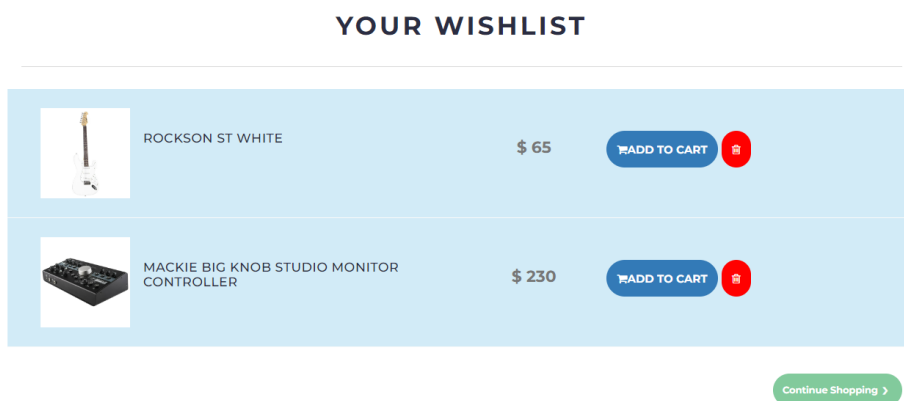 YOUR WISHLIST
ROCKSON ST WHITE
$ 65
ADD TO CART
MACKIE BIG KNOB STUDIO MONITOR
CONTROLLER
$ 230
ADD TO CART
Continue Shopping ❯